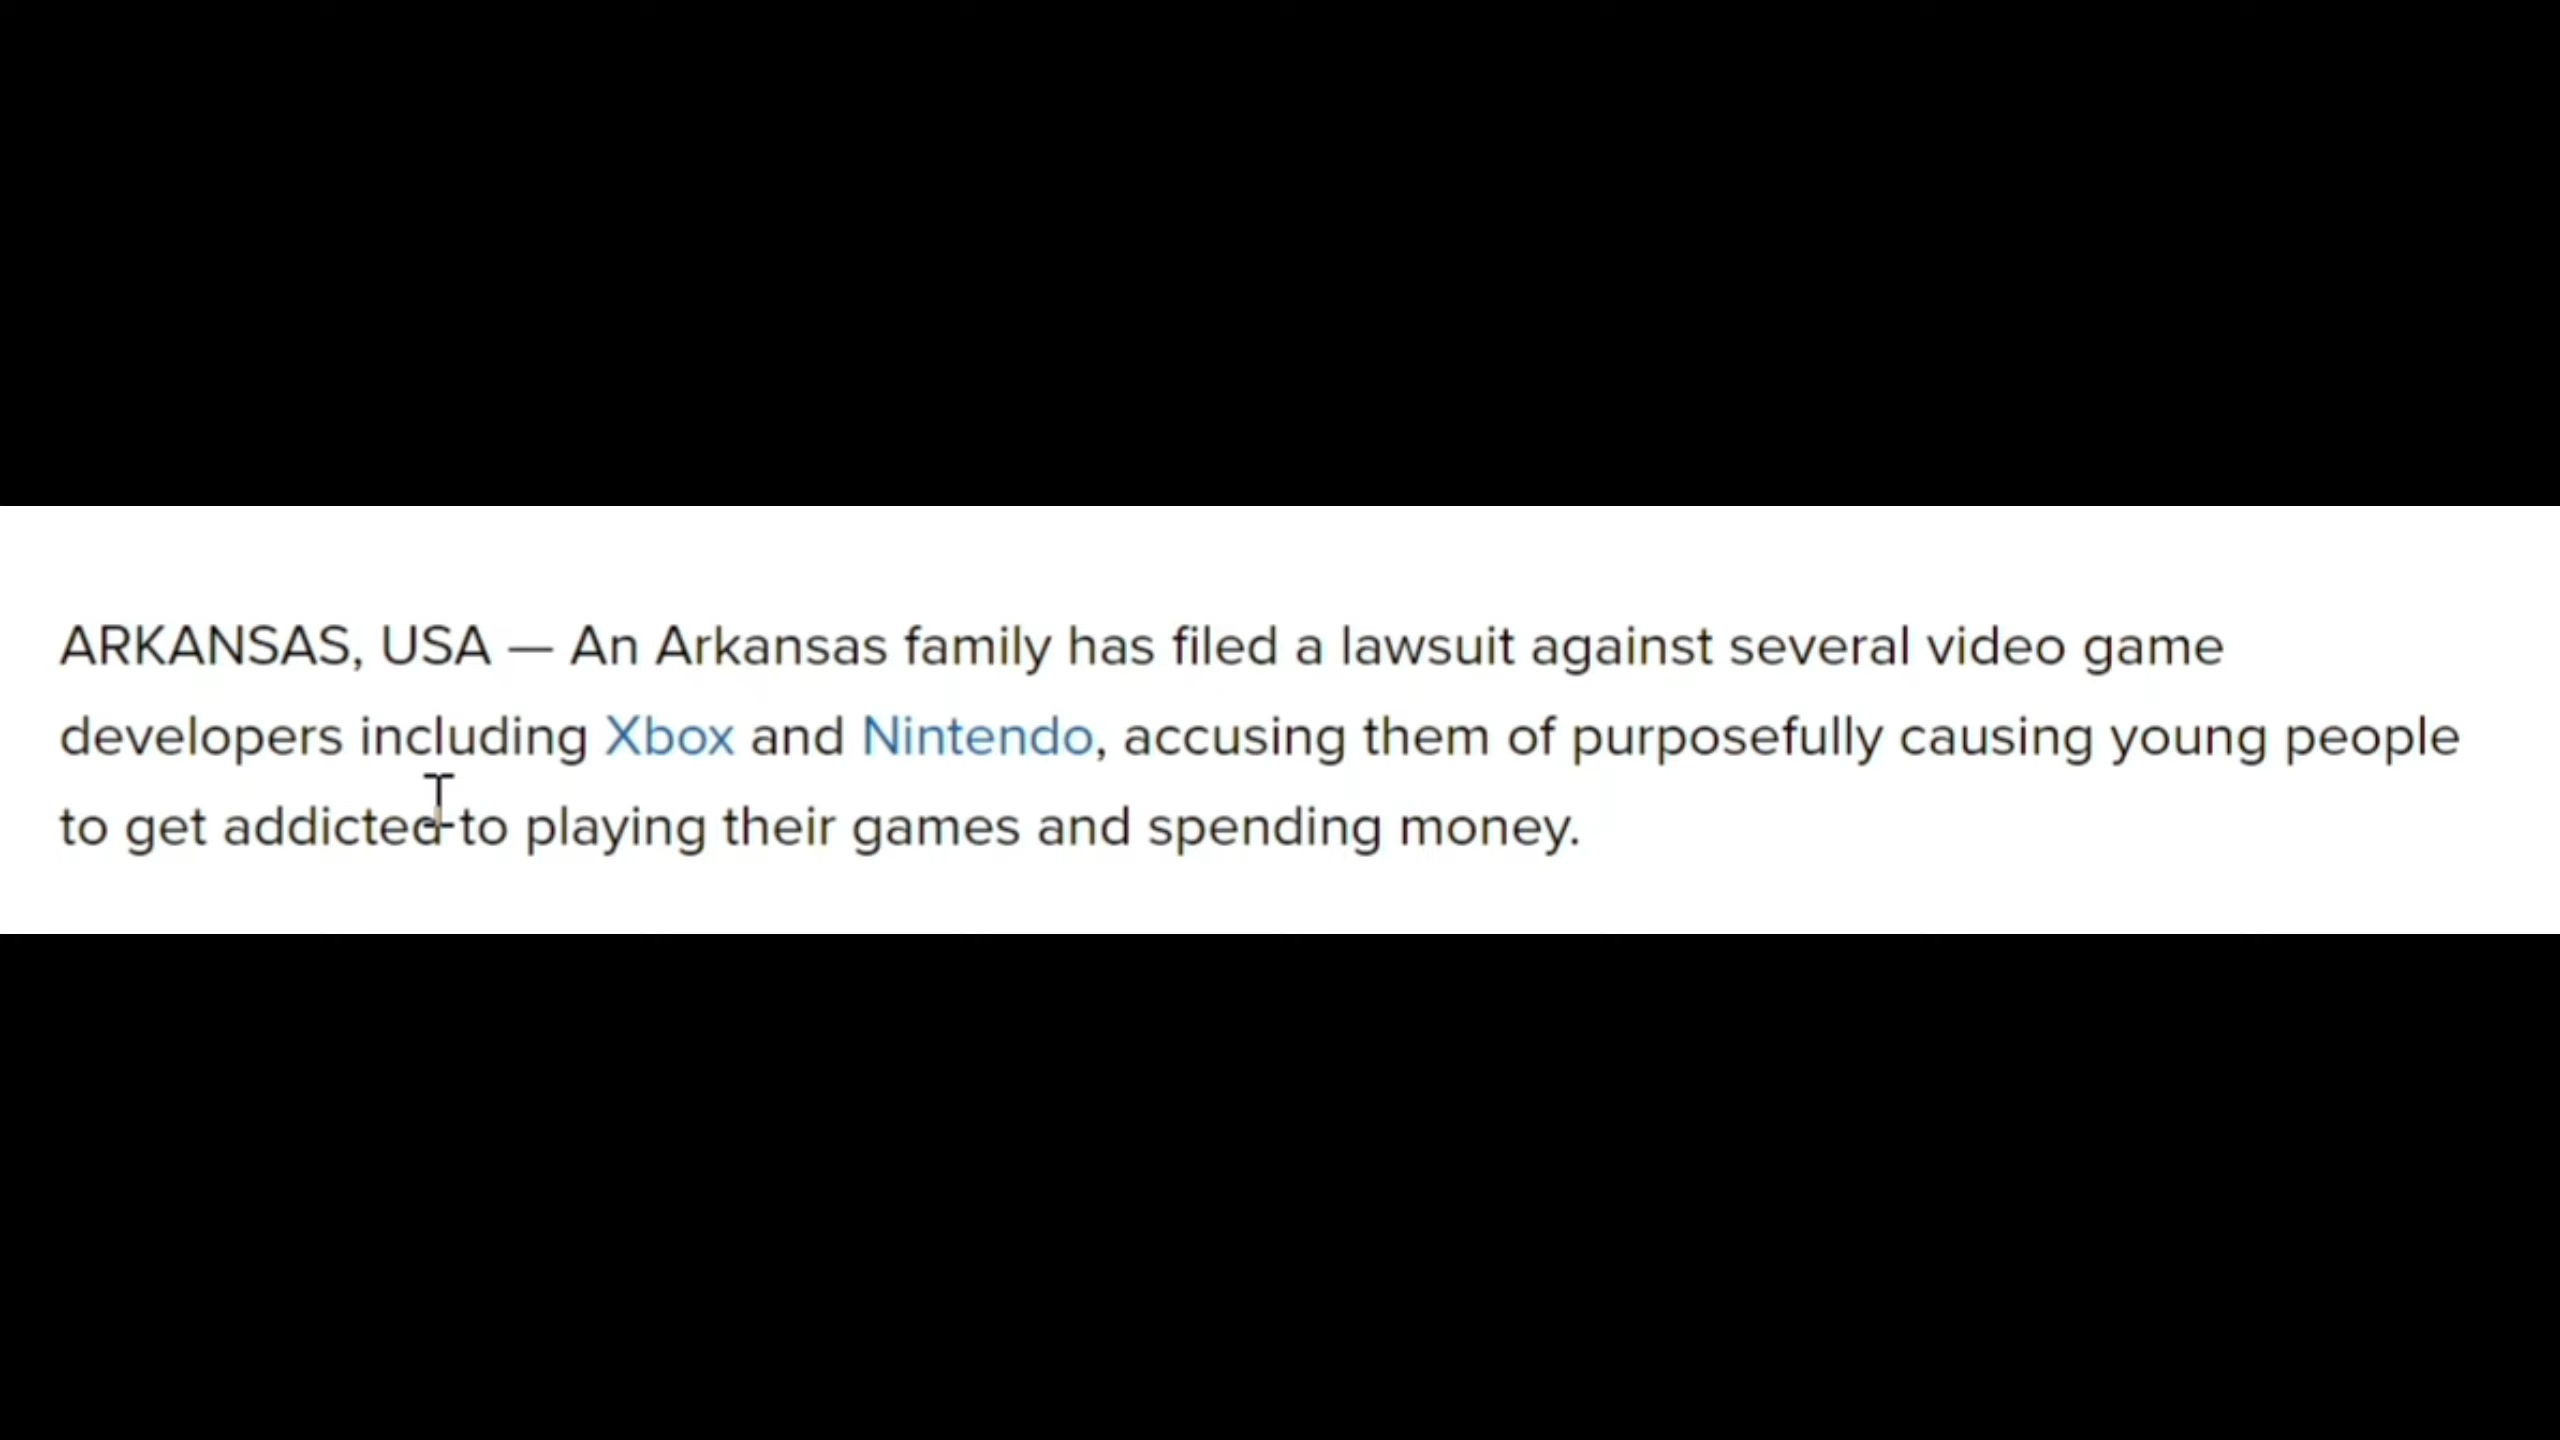 ARKANSAS, USA — An Arkansas family has filed a lawsuit against several video game
developers including Xbox and Nintendo, accusing them of purposefully causing young people
to get addicted to playing their games and spending money.